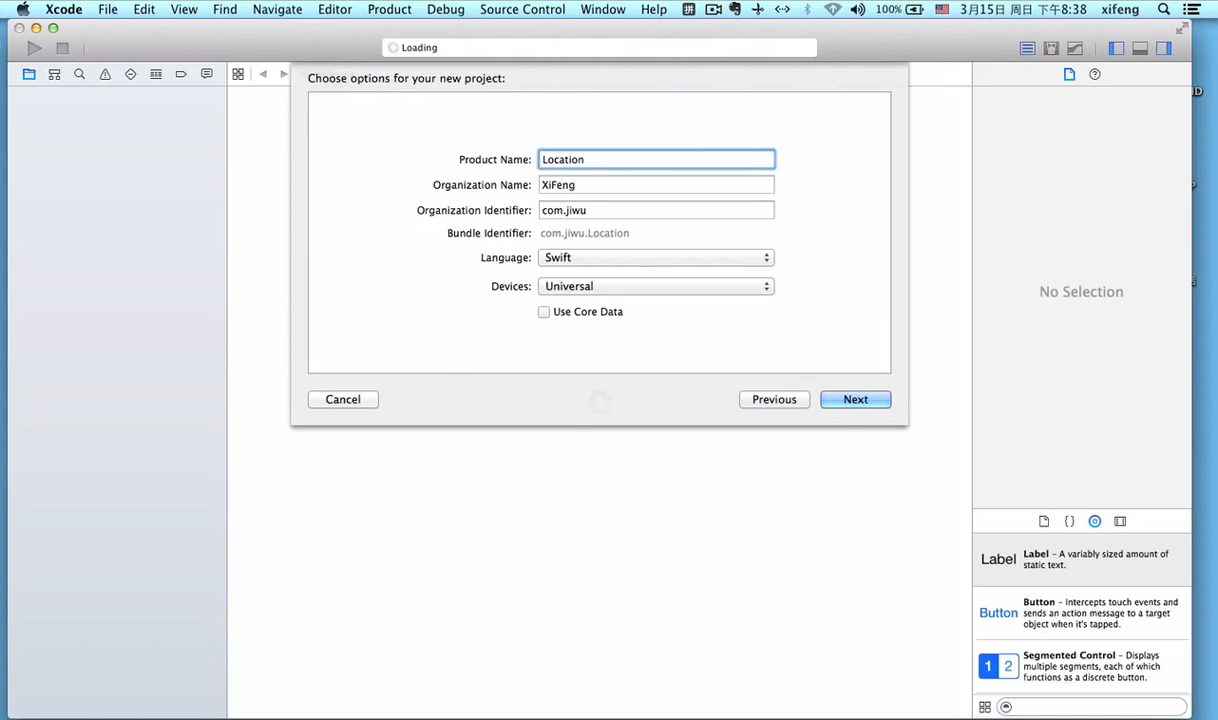 Xcode File Edit View Find Navigate Editor Product Debug Source Control Window Help 100% 3月15日 周日 下午8:38 xifeng
Loading
Choose options for your new project:
Product Name: Location
Organization Name: XiFeng
Organization Identifier: com.jiwu
Bundle Identifier: com.jiwu.Location
Language: Swift
Devices: Universal
Use Core Data
Cancel Previous Next
No Selection
Label Label – A variably sized amount of
static text.
Button Button – Intercepts touch events and
sends an action message to a target
object when it's tapped.
1 2 Segmented Control – Displays
multiple segments, each of which
functions as a discrete button.